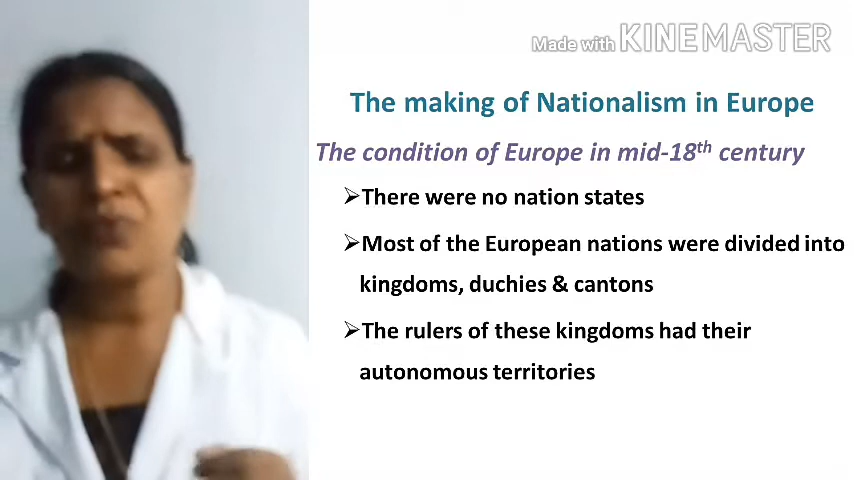 Made with KINEMASTER
The making of Nationalism in Europe
The condition of Europe in mid-18th century
➢There were no nation states
➢Most of the European nations were divided into
kingdoms, duchies & cantons
➢The rulers of these kingdoms had their
autonomous territories